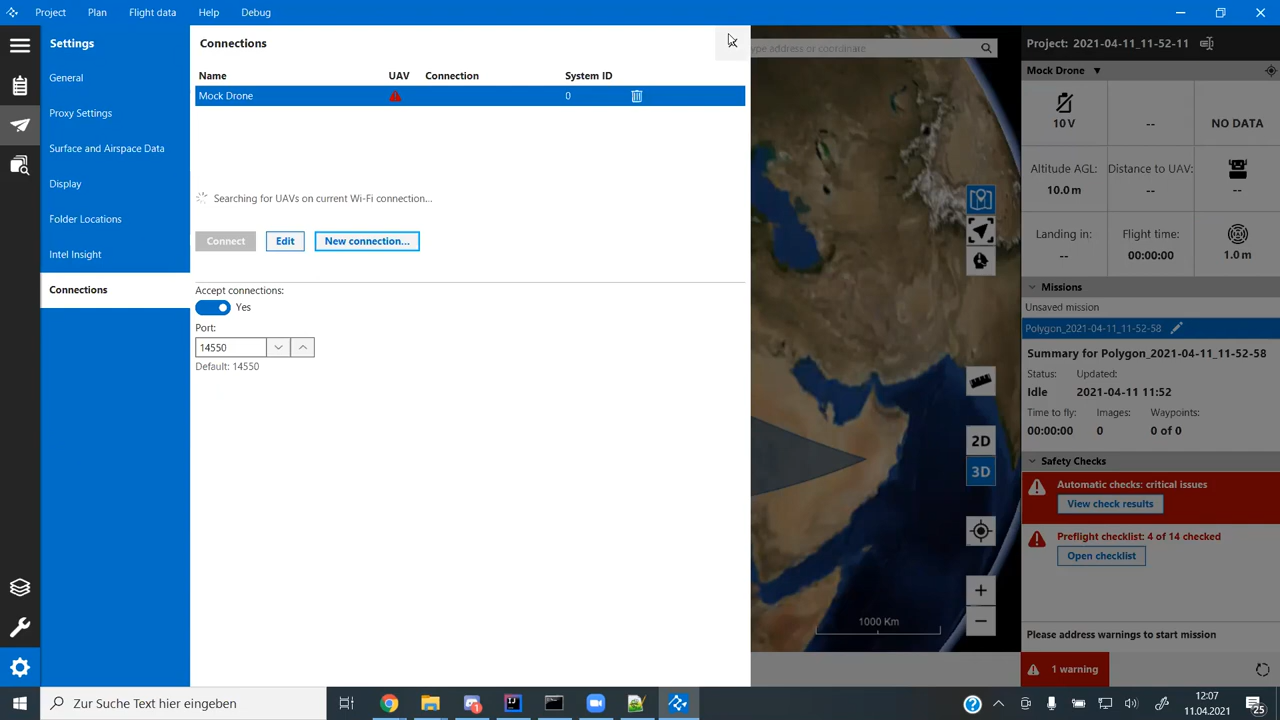 Project Plan Flight data Help Debug
Settings
General
Proxy Settings
Surface and Airspace Data
Display
Folder Locations
Intel Insight
Connections
Connections
Name UAV Connection System ID
Mock Drone 0
Searching for UAVs on current Wi-Fi connection...
Connect Edit New connection...
Accept connections:
Yes
Port:
14550
Default: 14550
ype address or coordinate
2D
3D
1000 Km
Project: 2021-04-11_11-52-11
Mock Drone
10 V -- NO DATA
Altitude AGL: Distance to UAV:
10.0 m --
Landing in: Flight time:
-- 00:00:00 1.0 m
Missions
Unsaved mission
Polygon_2021-04-11_11-52-58
Summary for Polygon_2021-04-11_11-52-58
Status: Updated:
Idle 2021-04-11 11:52
Time to fly: Images: Waypoints:
00:00:00 0 0 of 0
Safety Checks
Automatic checks: critical issues
View check results
Preflight checklist: 4 of 14 checked
Open checklist
Please address warnings to start mission
1 warning
Zur Suche Text hier eingeben
12:07
11.04.2021
25